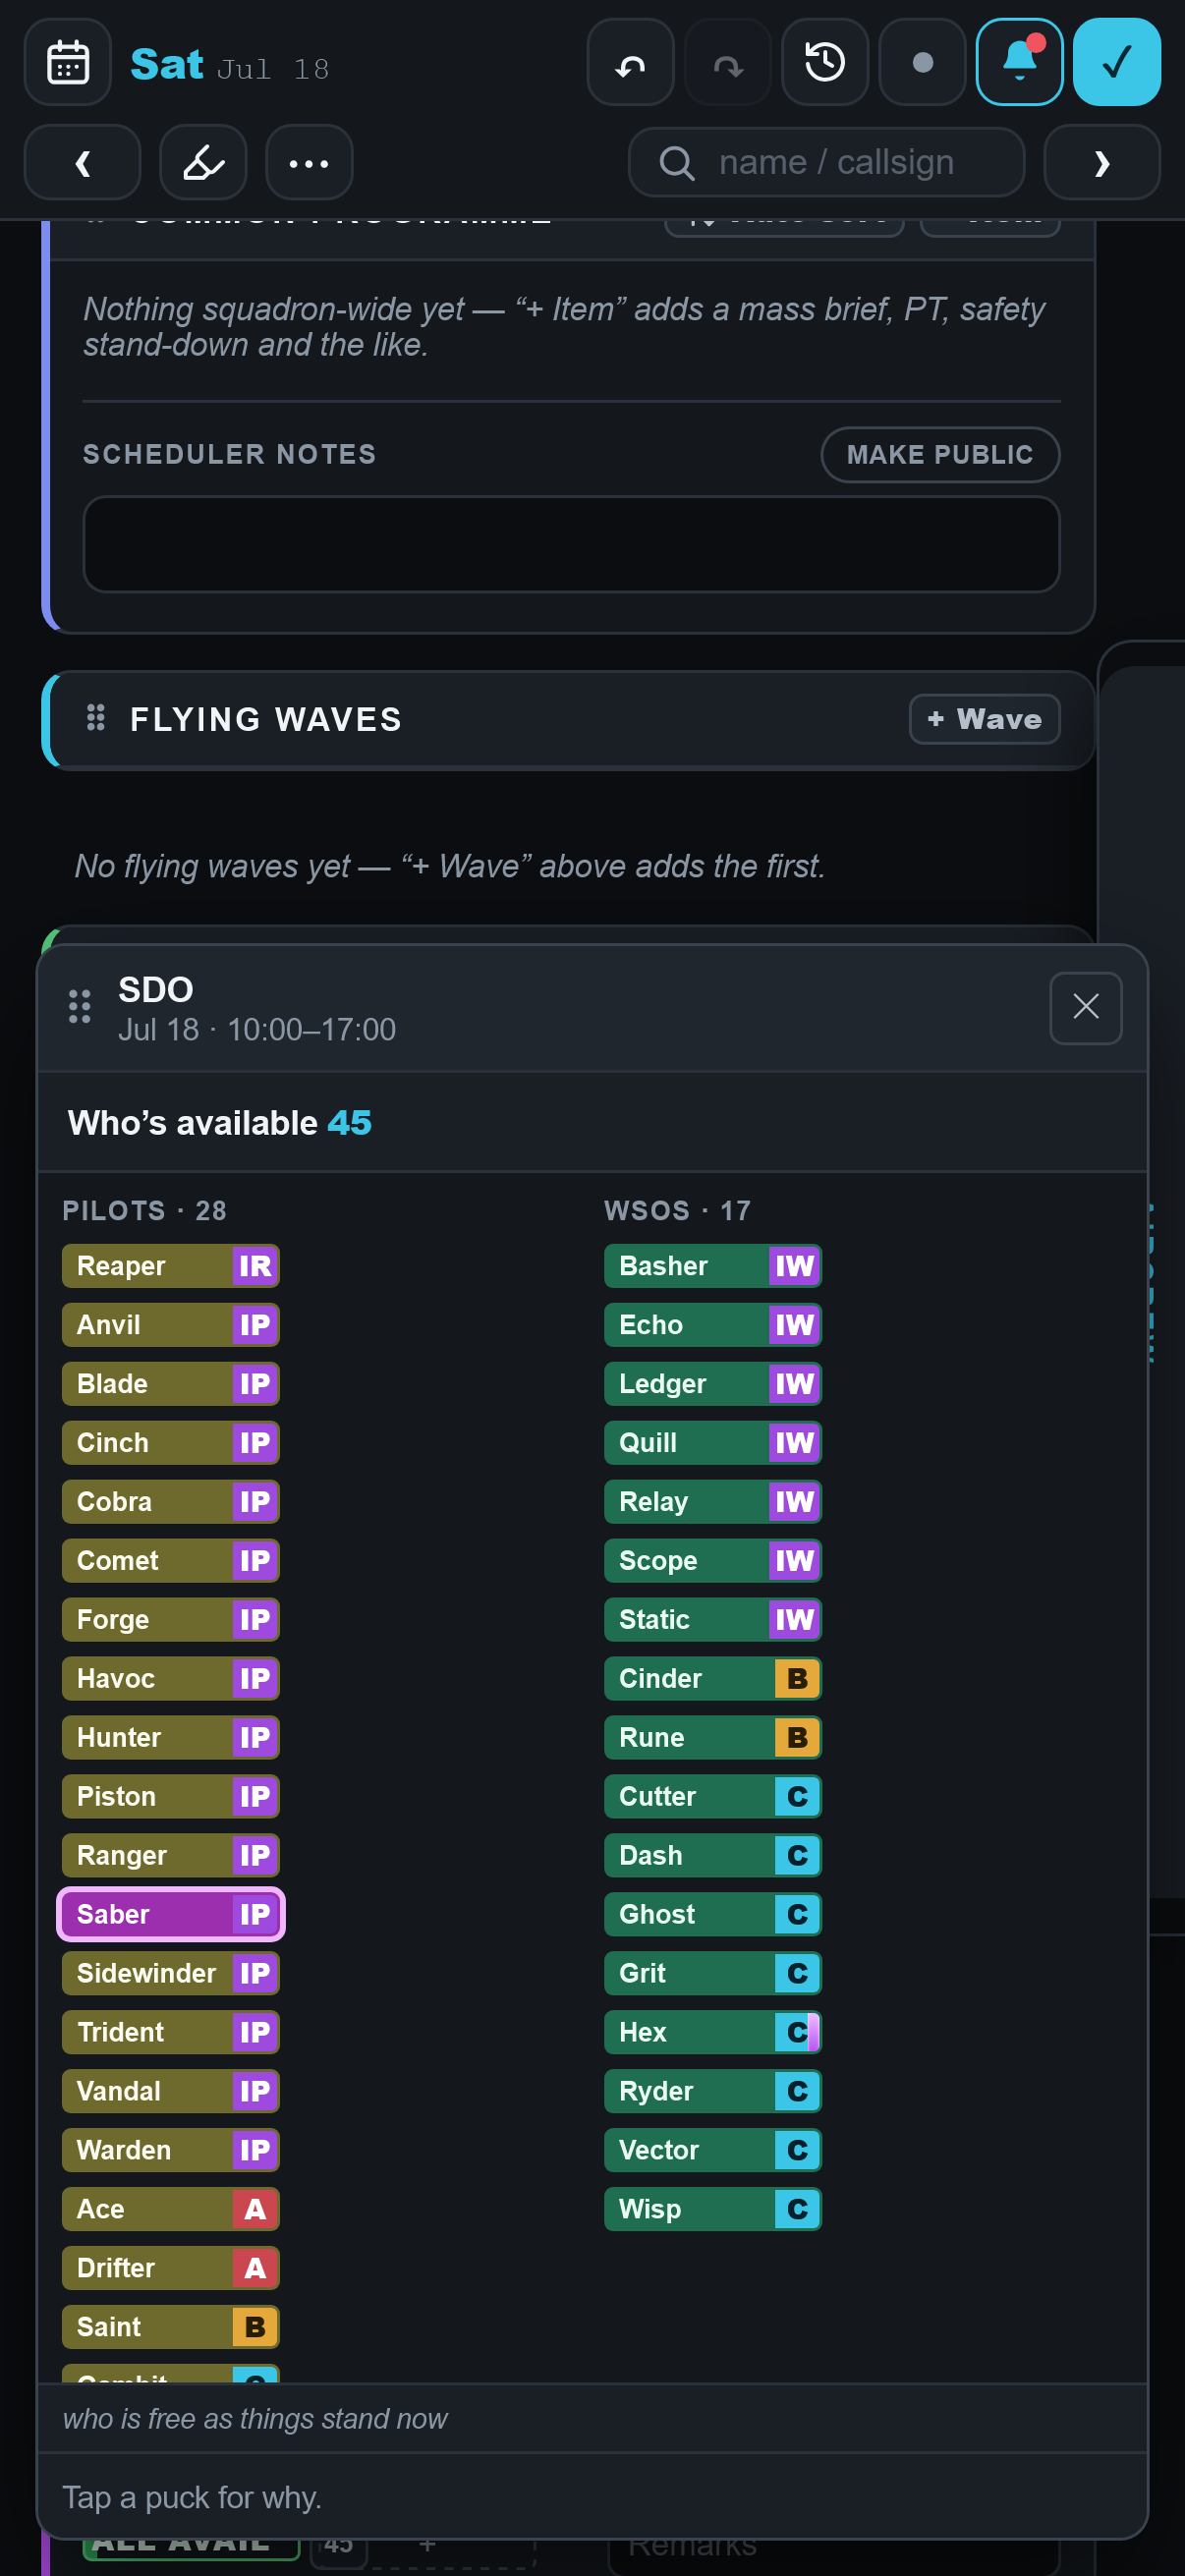 Sat Jul 18
name / callsign
Nothing squadron-wide yet — “+ Item” adds a mass brief, PT, safety
stand-down and the like.
SCHEDULER NOTES
MAKE PUBLIC
FLYING WAVES
+ Wave
No flying waves yet — “+ Wave” above adds the first.
SDO
Jul 18 · 10:00–17:00
Who’s available 45
PILOTS · 28
Reaper IR
Anvil IP
Blade IP
Cinch IP
Cobra IP
Comet IP
Forge IP
Havoc IP
Hunter IP
Piston IP
Ranger IP
Saber IP
Sidewinder IP
Trident IP
Vandal IP
Warden IP
Ace A
Drifter A
Saint B
WSOS · 17
Basher IW
Echo IW
Ledger IW
Quill IW
Relay IW
Scope IW
Static IW
Cinder B
Rune B
Cutter C
Dash C
Ghost C
Grit C
Hex C
Ryder C
Vector C
Wisp C
who is free as things stand now
Tap a puck for why.
ALL AVAIL
45
+
Remarks